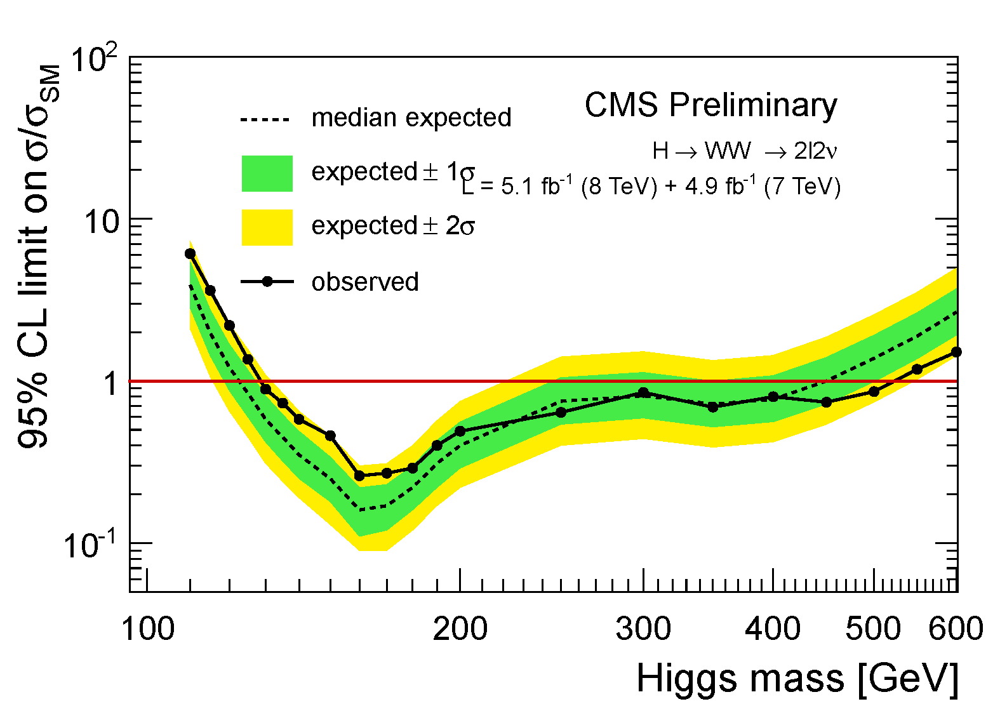 95% CL limit on σ/σSM
10²
10
1
10⁻¹
median expected
expected ± 1σ
expected ± 2σ
observed
CMS Preliminary
H → WW → 2l2ν
L = 5.1 fb⁻¹ (8 TeV) + 4.9 fb⁻¹ (7 TeV)
100 200 300 400 500 600
Higgs mass [GeV]